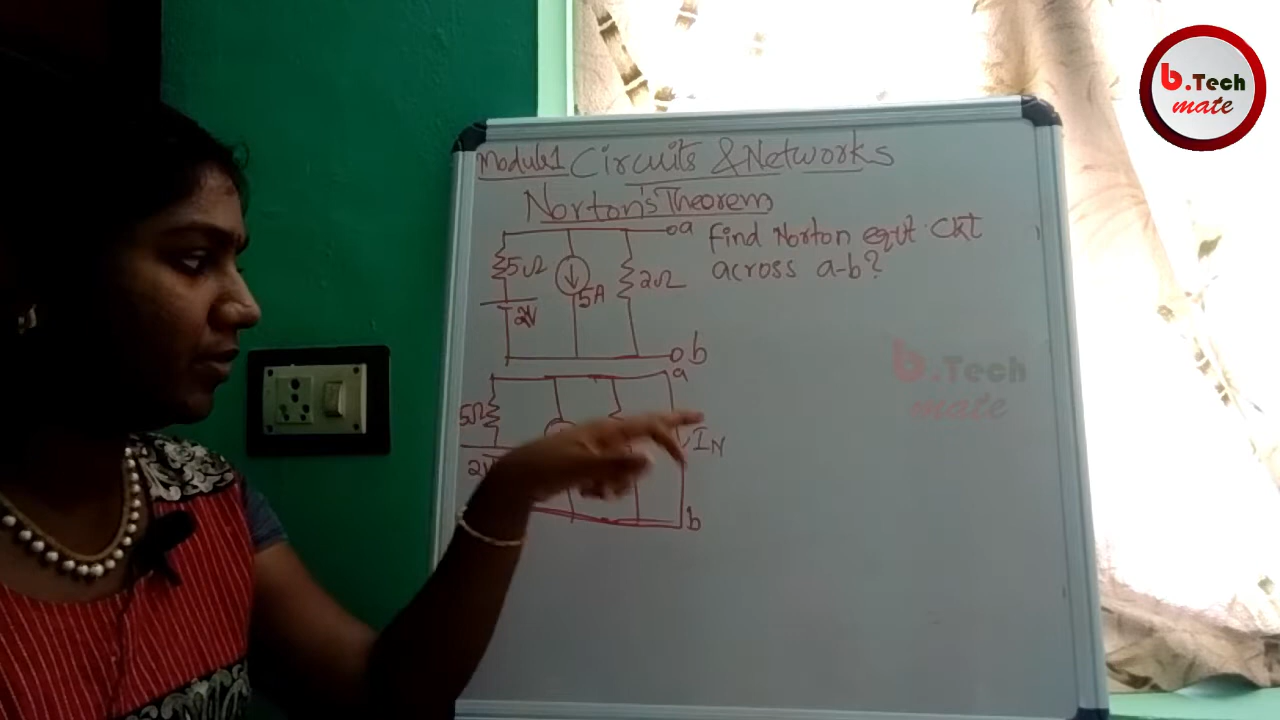 b.Tech
mate
Module1 Circuits & Networks
Norton's Theorem
a
find Norton eqvt. CKT
across a-b?
5Ω
5A
2Ω
2V
b
a
5Ω
IN
2V
b
b.Tech
mate